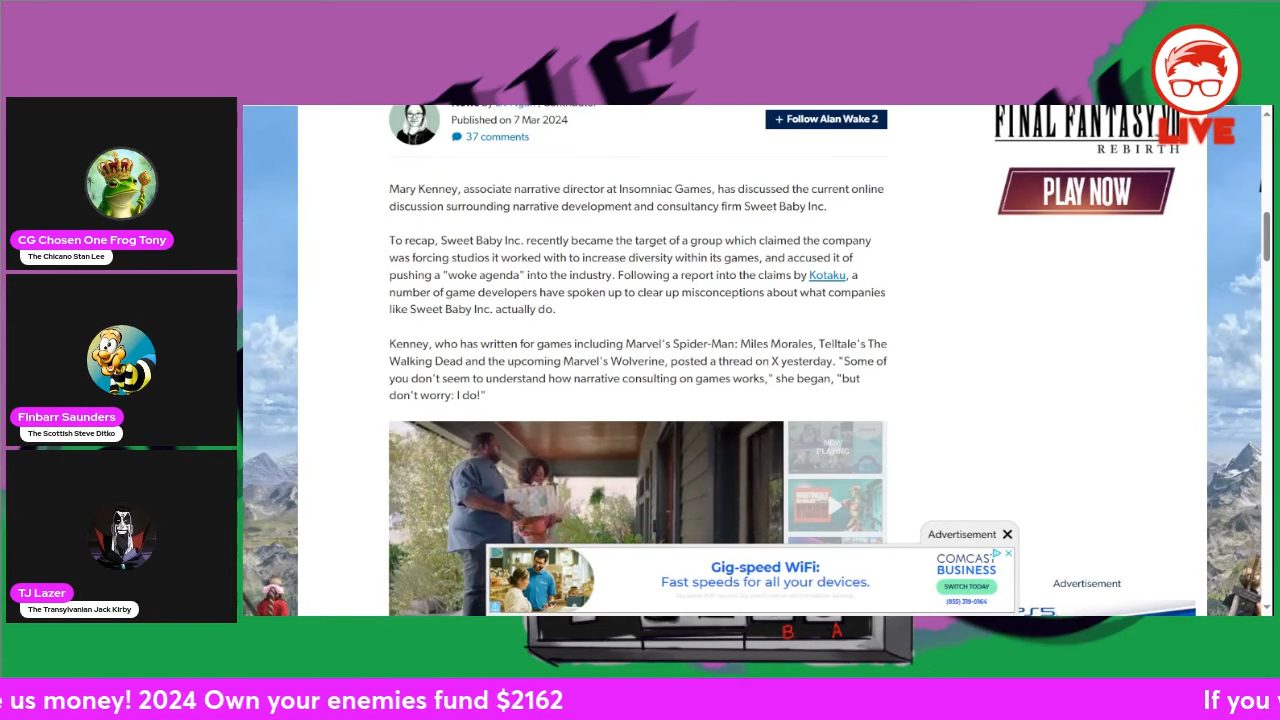 LIVE
CG Chosen One Frog Tony
The Chicano Stan Lee
Finbarr Saunders
The Scottish Steve Ditko
TJ Lazer
The Transylvanian Jack Kirby
Published on 7 Mar 2024
37 comments
+ Follow Alan Wake 2
Mary Kenney, associate narrative director at Insomniac Games, has discussed the current online
discussion surrounding narrative development and consultancy firm Sweet Baby Inc.
To recap, Sweet Baby Inc. recently became the target of a group which claimed the company
was forcing studios it worked with to increase diversity within its games, and accused it of
pushing a "woke agenda" into the industry. Following a report into the claims by Kotaku, a
number of game developers have spoken up to clear up misconceptions about what companies
like Sweet Baby Inc. actually do.
Kenney, who has written for games including Marvel's Spider-Man: Miles Morales, Telltale's The
Walking Dead and the upcoming Marvel's Wolverine, posted a thread on X yesterday. "Some of
you don't seem to understand how narrative consulting on games works," she began, "but
don't worry: I do!"
NOW
PLAYING
FINAL FANTASY VII
REBIRTH
PLAY NOW
Advertisement
Gig-speed WiFi:
Fast speeds for all your devices.
COMCAST
BUSINESS
SWITCH TODAY
(855) 319-0164
Advertisement
PS5
B A
us money! 2024 Own your enemies fund $2162
If you